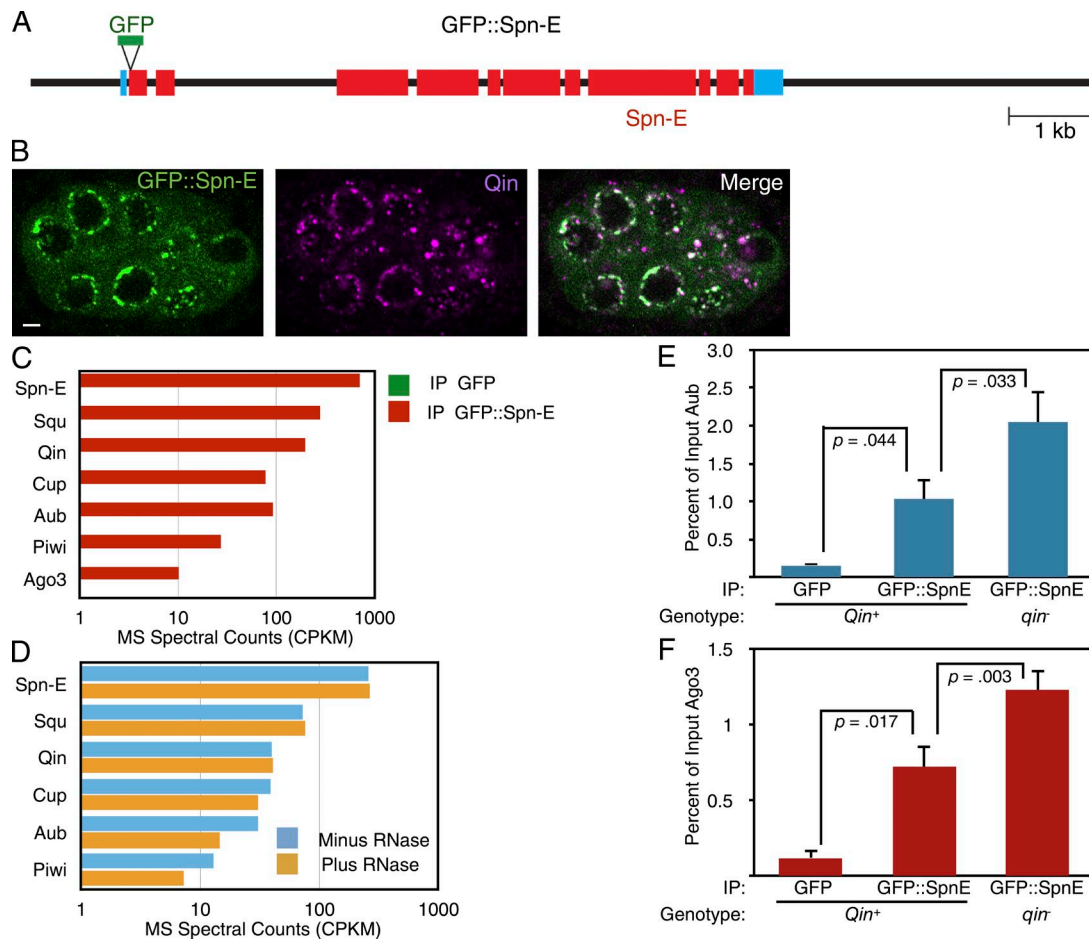 A
GFP
GFP::Spn-E
Spn-E
1 kb
B
GFP::Spn-E
Qin
Merge
C
Spn-E
Squ
Qin
Cup
Aub
Piwi
Ago3
1 10 100 1000
MS Spectral Counts (CPKM)
IP GFP
IP GFP::Spn-E
D
Spn-E
Squ
Qin
Cup
Aub
Piwi
Minus RNase
Plus RNase
1 10 100 1000
MS Spectral Counts (CPKM)
E
Percent of Input Aub
3.0
2.5
2.0
1.5
1.0
0.5
p = .044
p = .033
IP: GFP GFP::SpnE GFP::SpnE
Genotype: Qin+ qin-
F
Percent of Input Ago3
1.5
1
0.5
p = .017
p = .003
IP: GFP GFP::SpnE GFP::SpnE
Genotype: Qin+ qin-